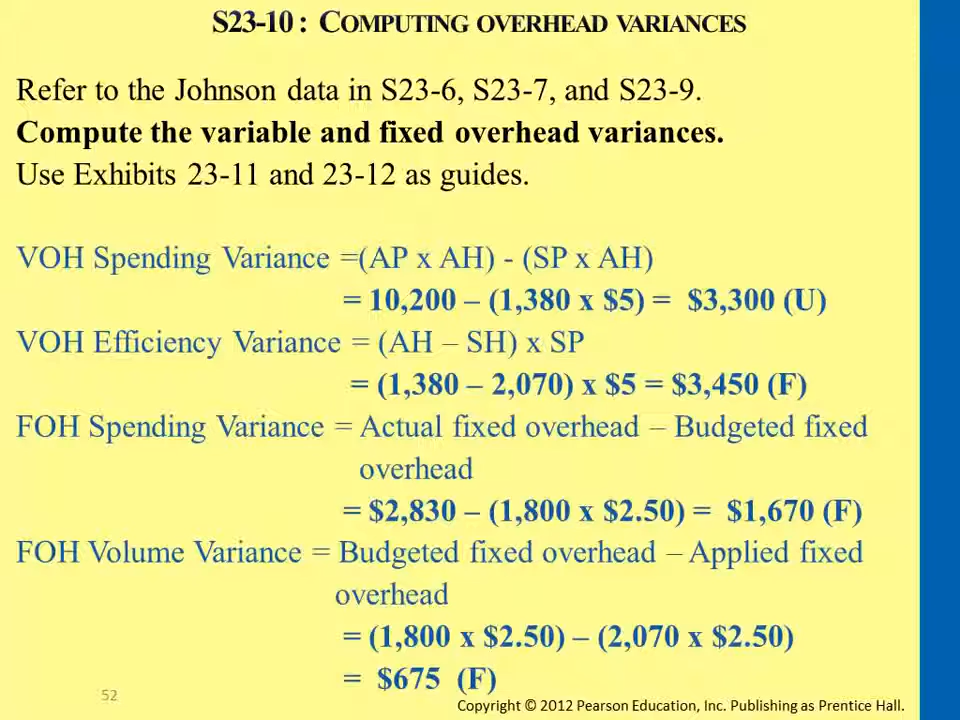 S23-10 : COMPUTING OVERHEAD VARIANCES
Refer to the Johnson data in S23-6, S23-7, and S23-9.
Compute the variable and fixed overhead variances.
Use Exhibits 23-11 and 23-12 as guides.
VOH Spending Variance =(AP x AH) - (SP x AH)
= 10,200 – (1,380 x $5) = $3,300 (U)
VOH Efficiency Variance = (AH – SH) x SP
= (1,380 – 2,070) x $5 = $3,450 (F)
FOH Spending Variance = Actual fixed overhead – Budgeted fixed
overhead
= $2,830 – (1,800 x $2.50) = $1,670 (F)
FOH Volume Variance = Budgeted fixed overhead – Applied fixed
overhead
= (1,800 x $2.50) – (2,070 x $2.50)
= $675 (F)
52
Copyright © 2012 Pearson Education, Inc. Publishing as Prentice Hall.